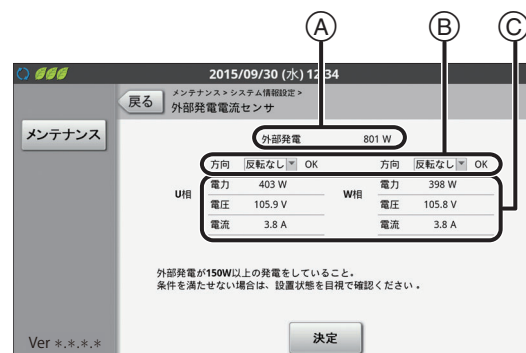 A B C
2015/09/30 (水) 12:34
戻る
メンテナンス > システム情報設定 >
外部発電電流センサ
メンテナンス
外部発電 801 W
方向 反転なし OK 方向 反転なし OK
U相 電力 403 W W相 電力 398 W
電圧 105.9 V 電圧 105.8 V
電流 3.8 A 電流 3.8 A
外部発電が150W以上の発電をしていること。
条件を満たせない場合は、設置状態を目視で確認ください。
決定
Ver *.*.*.*